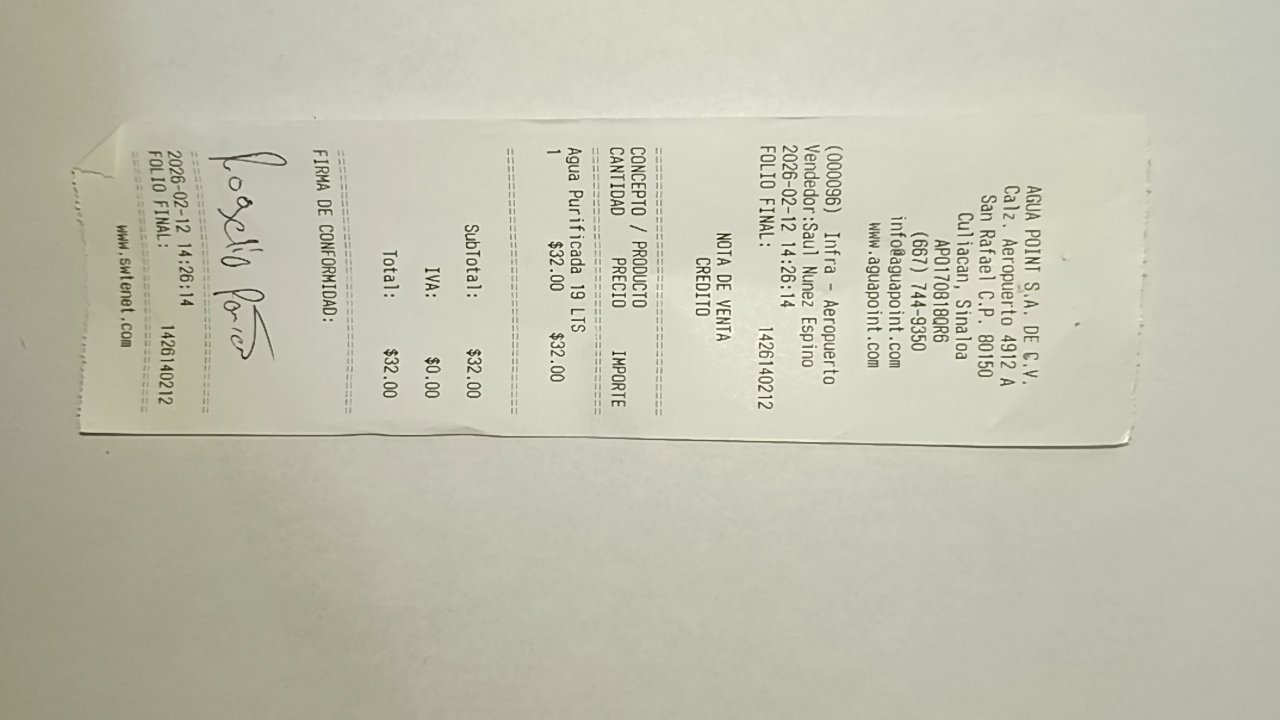 AGUA POINT S.A. DE C.V.
Calz. Aeropuerto 4912 A
San Rafael C.P. 80150
Culiacan, Sinaloa
APO170818QR6
(667) 744-9350
info@aguapoint.com
www.aguapoint.com
(000096) Infra - Aeropuerto
Vendedor:Saul Nunez Espino
2026-02-12 14:26:14
FOLIO FINAL: 1426140212
NOTA DE VENTA
CREDITO
CONCEPTO / PRODUCTO
CANTIDAD PRECIO IMPORTE
Agua Purificada 19 LTS
1 $32.00 $32.00
SubTotal: $32.00
IVA: $0.00
Total: $32.00
FIRMA DE CONFORMIDAD:
2026-02-12 14:26:14
FOLIO FINAL: 1426140212
www.swtenet.com